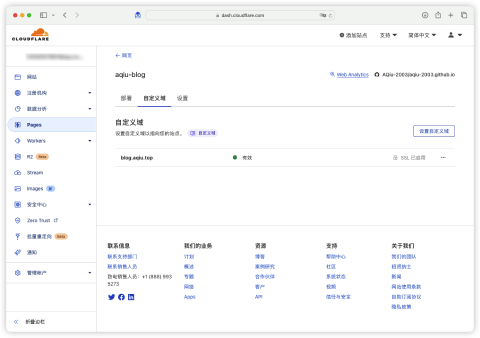 dash.cloudflare.com
CLOUDFLARE
添加站点
支持
简体中文
网站
注册机构
数据分析
Pages
Workers
R2 beta
Stream
Images 新
安全中心
Zero Trust
批量重定向 beta
通知
管理帐户
折叠边栏
← 网页
aqiu-blog
Web Analytics
AQiu-2003/aqiu-2003.github.io
部署 自定义域 设置
自定义域
设置自定义域以指向您的站点。 自定义域
设置自定义域
blog.aqiu.top
有效
SSL 已启用
联系信息
联系支持部门
联系销售人员
致电销售人员：+1 (888) 993
5273
我们的业务
计划
概述
专题
网络
Apps
资源
博客
案例研究
合作伙伴
客户
API
支持
帮助中心
社区
系统状态
视频
信任与安全
关于我们
我们的团队
招贤纳士
新闻
网站使用条款
自助订阅协议
隐私政策